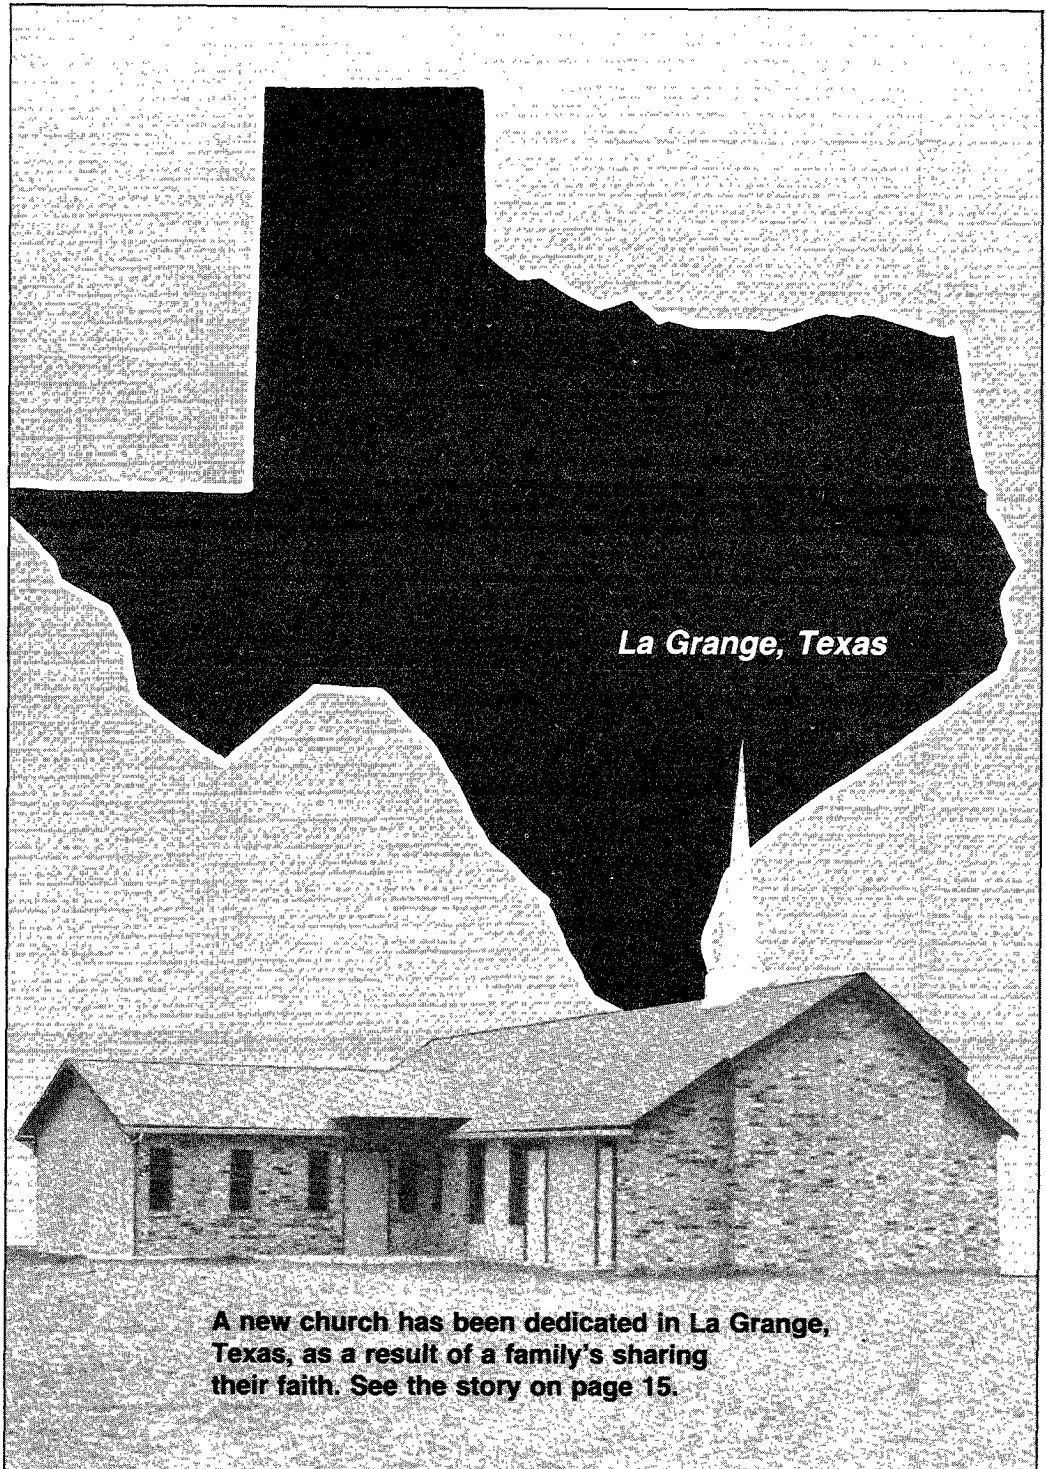 La Grange, Texas
A new church has been dedicated in La Grange,
Texas, as a result of a family's sharing
their faith. See the story on page 15.